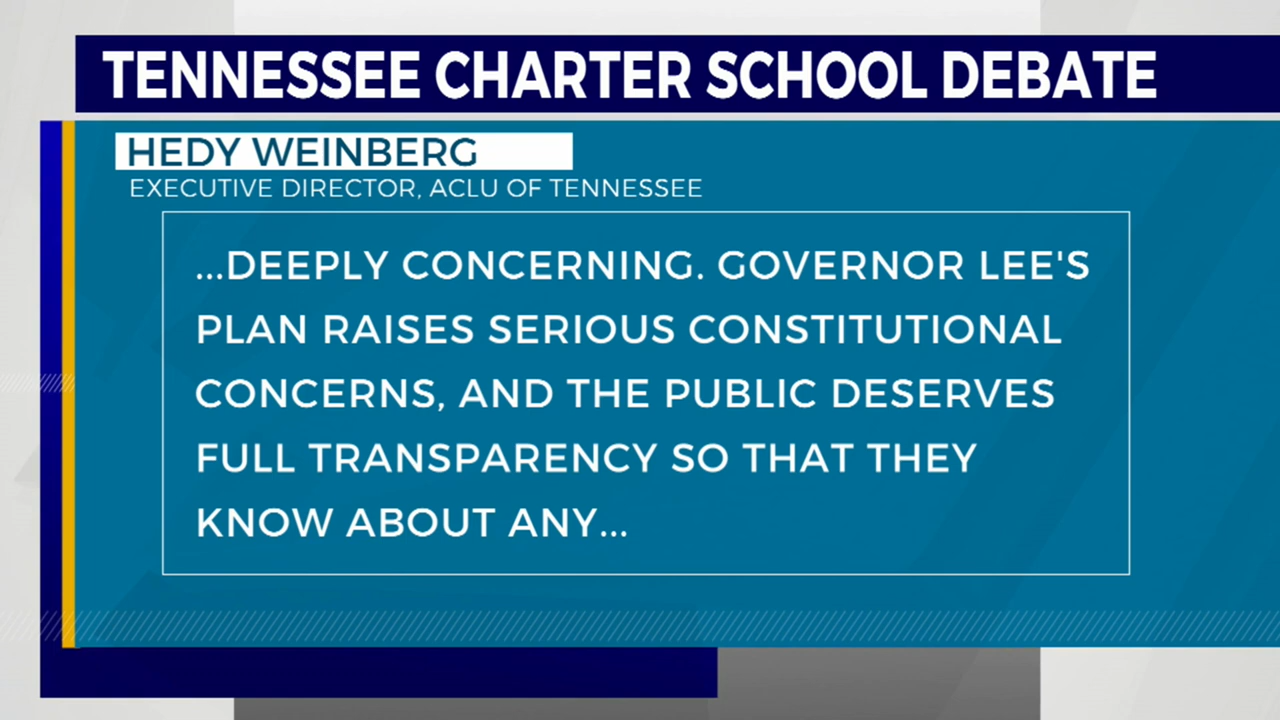 TENNESSEE CHARTER SCHOOL DEBATE
HEDY WEINBERG
EXECUTIVE DIRECTOR, ACLU OF TENNESSEE
...DEEPLY CONCERNING. GOVERNOR LEE'S
PLAN RAISES SERIOUS CONSTITUTIONAL
CONCERNS, AND THE PUBLIC DESERVES
FULL TRANSPARENCY SO THAT THEY
KNOW ABOUT ANY...